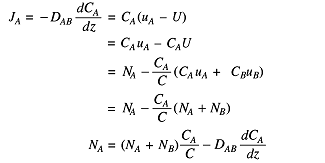 J_A = −D_AB dC_A/dz = C_A(u_A − U)
= C_A u_A − C_A U
= N_A − C_A/C (C_A u_A + C_B u_B)
= N_A − C_A/C (N_A + N_B)
N_A = (N_A + N_B) C_A/C − D_AB dC_A/dz